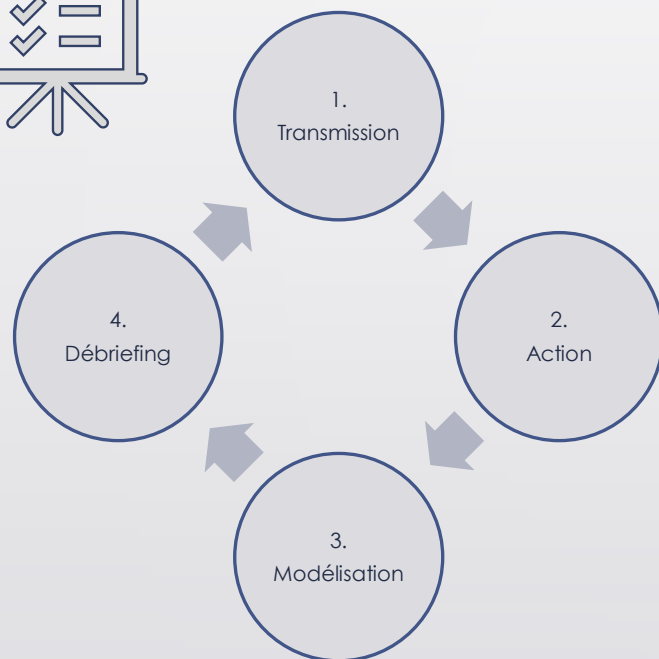 1.
Transmission
2.
Action
3.
Modélisation
4.
Débriefing